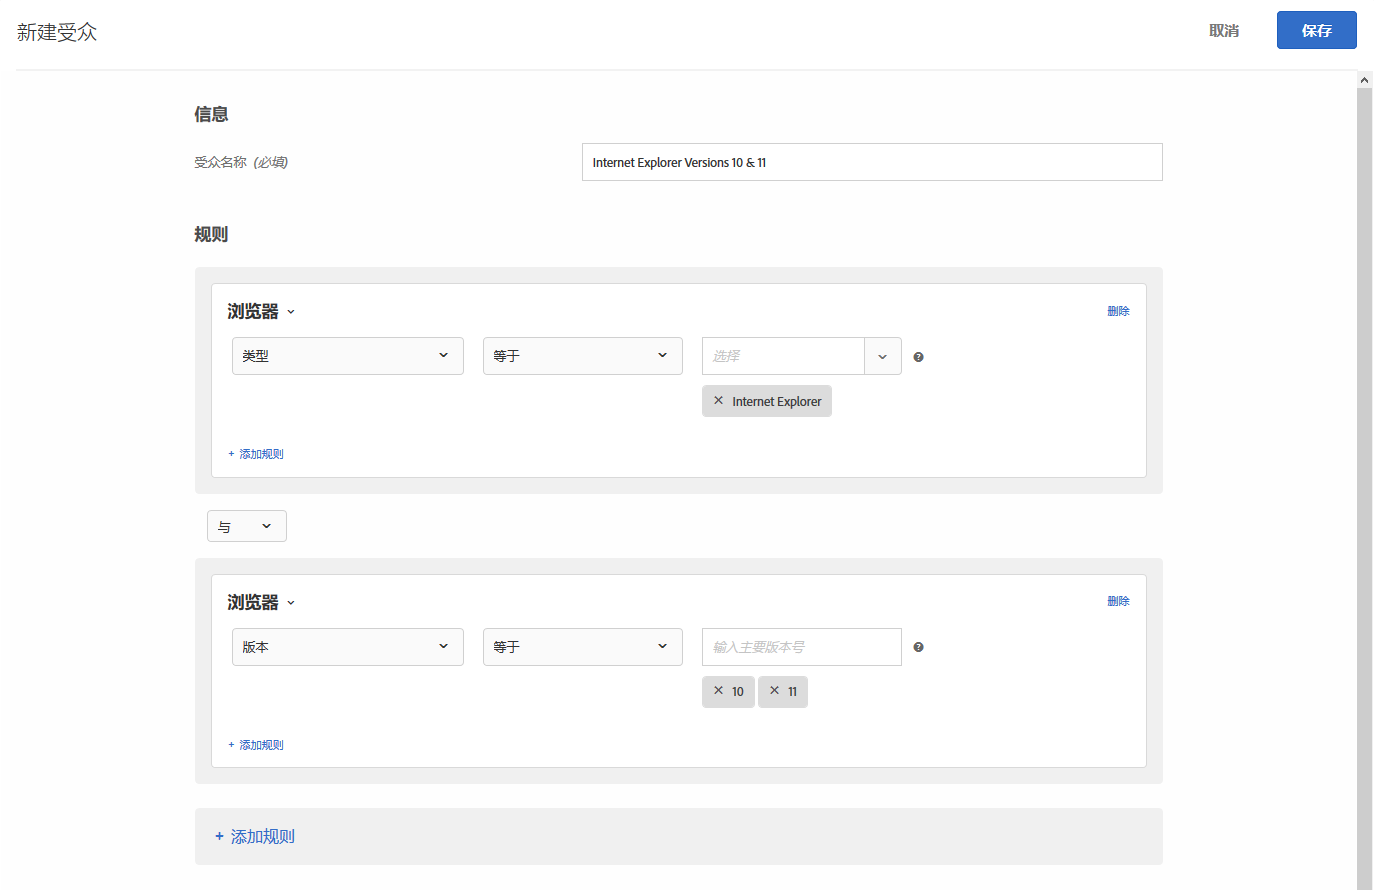 新建受众
取消
保存
信息
受众名称 (必填)
Internet Explorer Versions 10 & 11
规则
浏览器
删除
类型
等于
选择
Internet Explorer
+ 添加规则
与
浏览器
删除
版本
等于
输入主要版本号
10
11
+ 添加规则
+ 添加规则